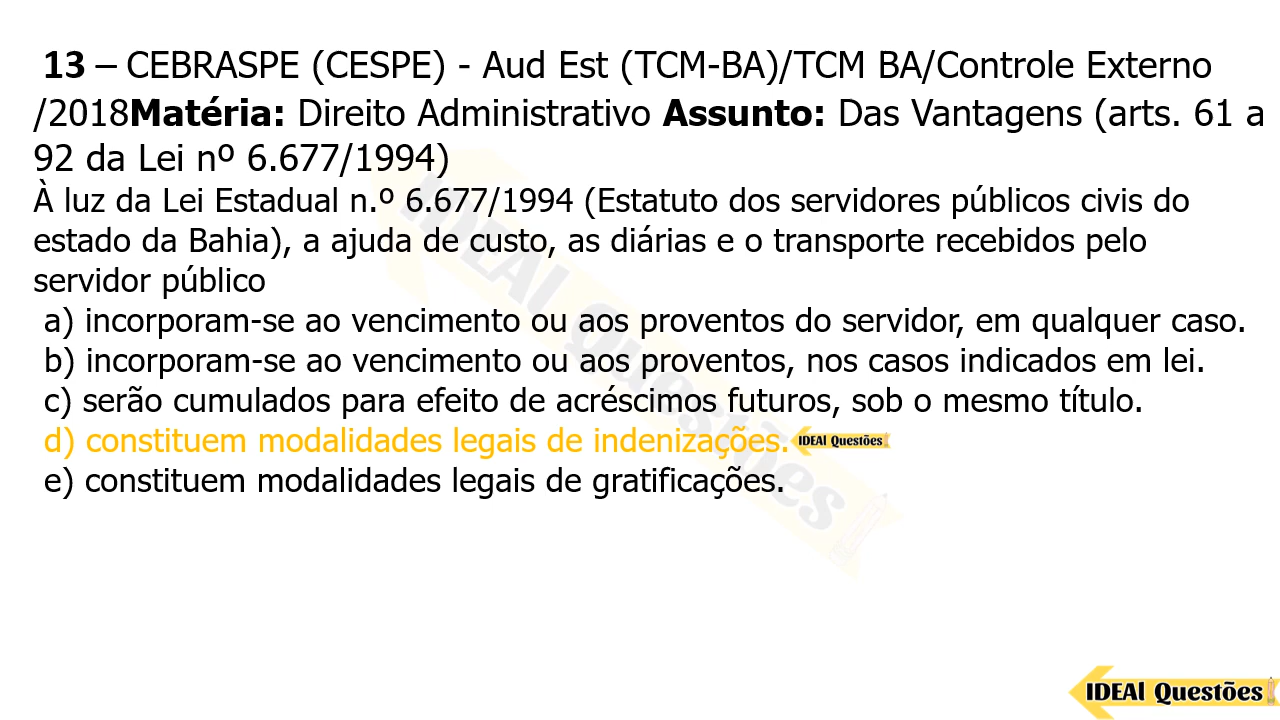 13 – CEBRASPE (CESPE) - Aud Est (TCM-BA)/TCM BA/Controle Externo
/2018Matéria: Direito Administrativo Assunto: Das Vantagens (arts. 61 a
92 da Lei nº 6.677/1994)
À luz da Lei Estadual n.º 6.677/1994 (Estatuto dos servidores públicos civis do
estado da Bahia), a ajuda de custo, as diárias e o transporte recebidos pelo
servidor público
a) incorporam-se ao vencimento ou aos proventos do servidor, em qualquer caso.
b) incorporam-se ao vencimento ou aos proventos, nos casos indicados em lei.
c) serão cumulados para efeito de acréscimos futuros, sob o mesmo título.
d) constituem modalidades legais de indenizações. IDEAl Questões
e) constituem modalidades legais de gratificações.
IDEAl Questões
IDEAl Questões